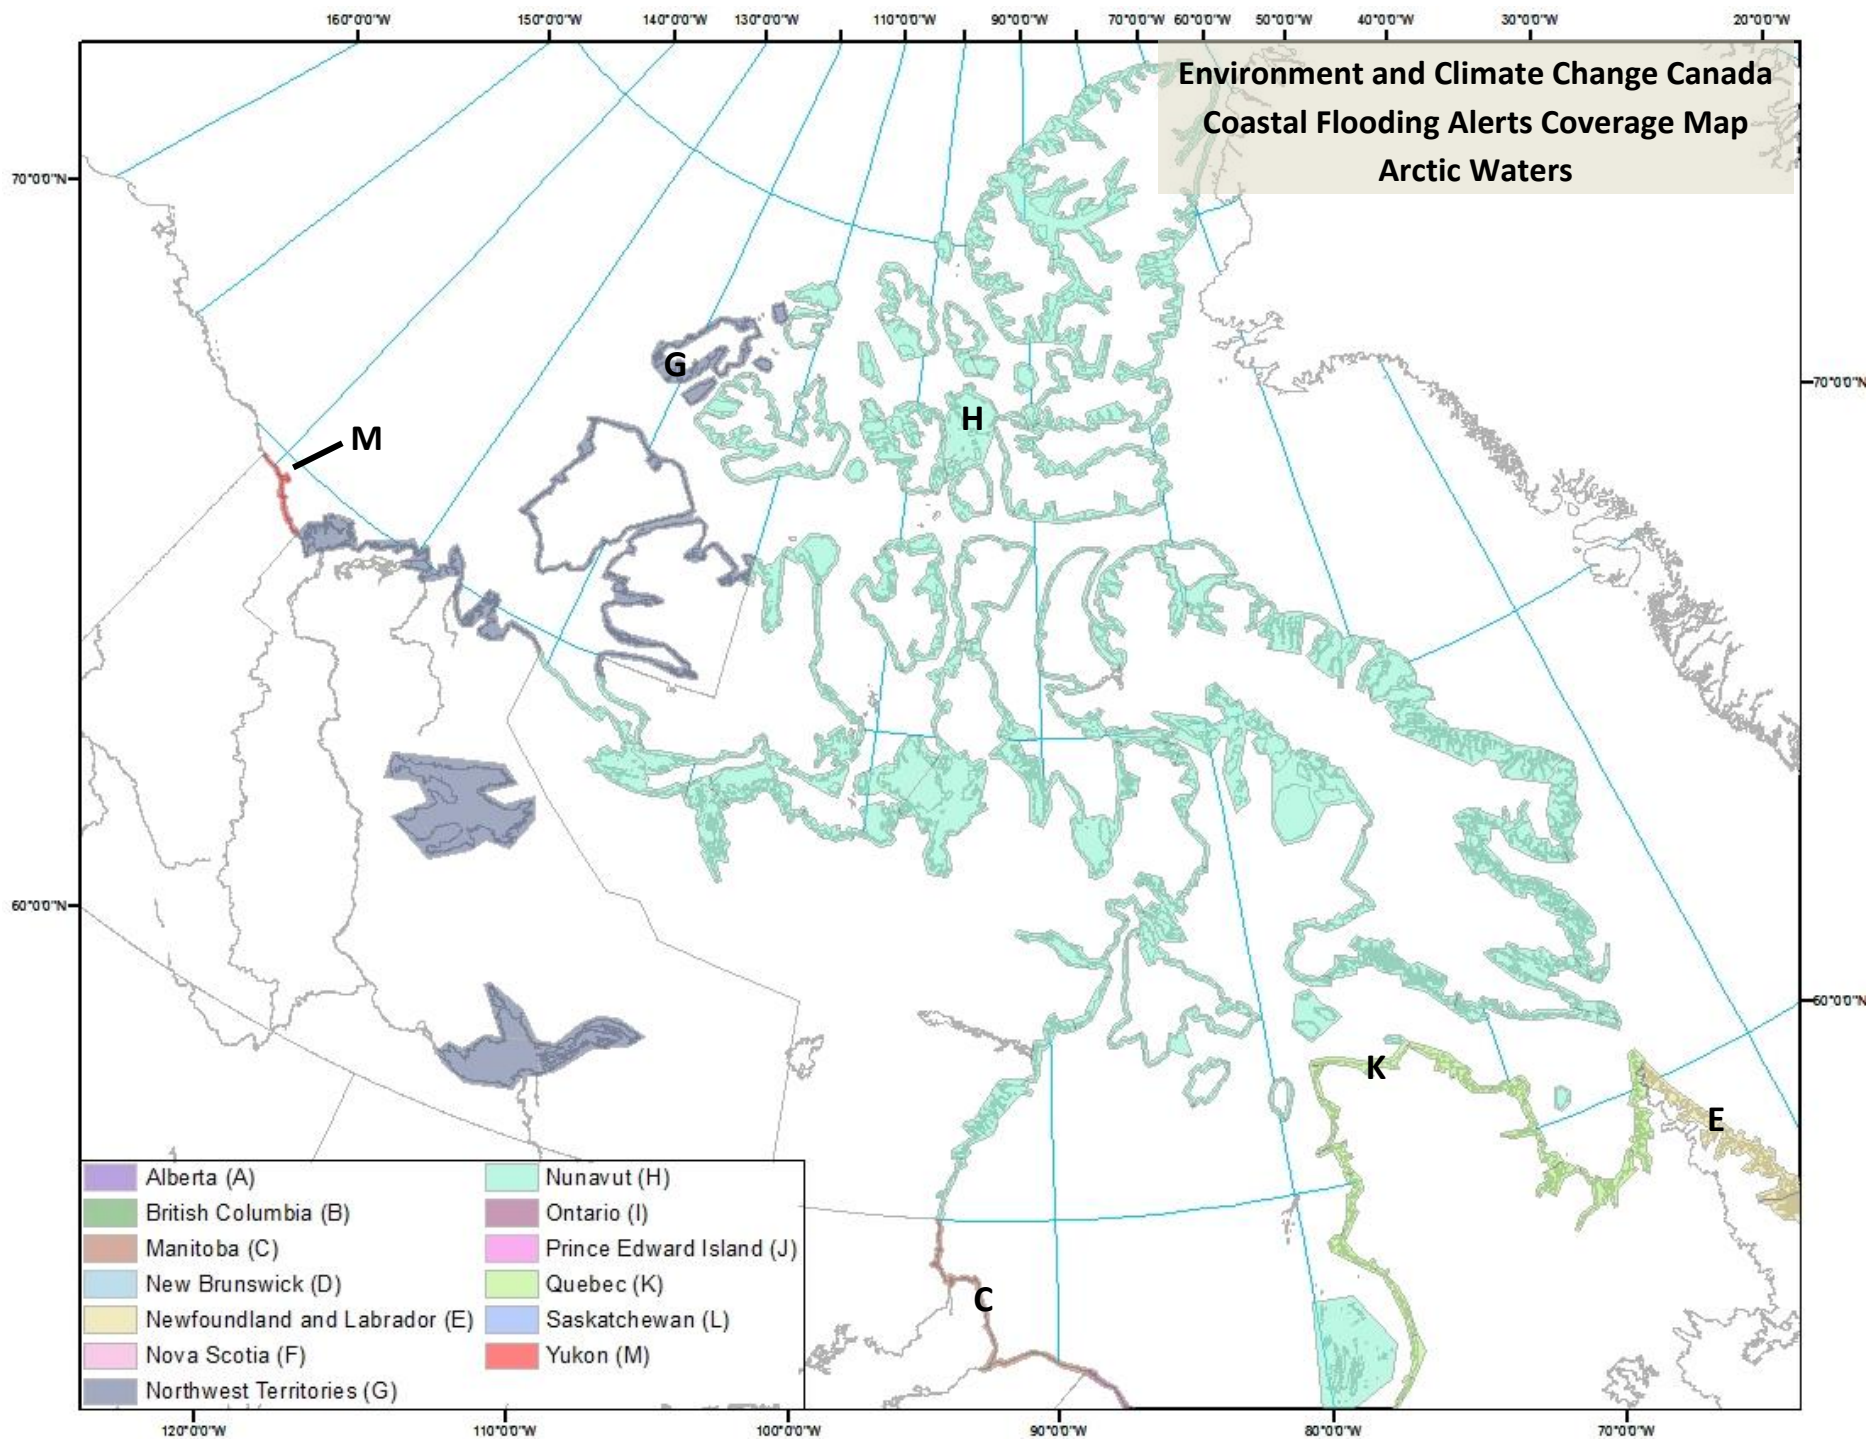 160°0'0"W 150°0'0"W 140°0'0"W 130°0'0"W 110°0'0"W 90°0'0"W 70°0'0"W 60°0'0"W 50°0'0"W 40°0'0"W 30°0'0"W 20°0'0"W
Environment and Climate Change Canada
Coastal Flooding Alerts Coverage Map
Arctic Waters
70°0'0"N
G
70°0'0"N
H
M
60°0'0"N
60°0'0"N
K
E
C
Alberta (A)
British Columbia (B)
Manitoba (C)
New Brunswick (D)
Newfoundland and Labrador (E)
Nova Scotia (F)
Northwest Territories (G)
Nunavut (H)
Ontario (I)
Prince Edward Island (J)
Quebec (K)
Saskatchewan (L)
Yukon (M)
120°0'0"W 110°0'0"W 100°0'0"W 90°0'0"W 80°0'0"W 70°0'0"W